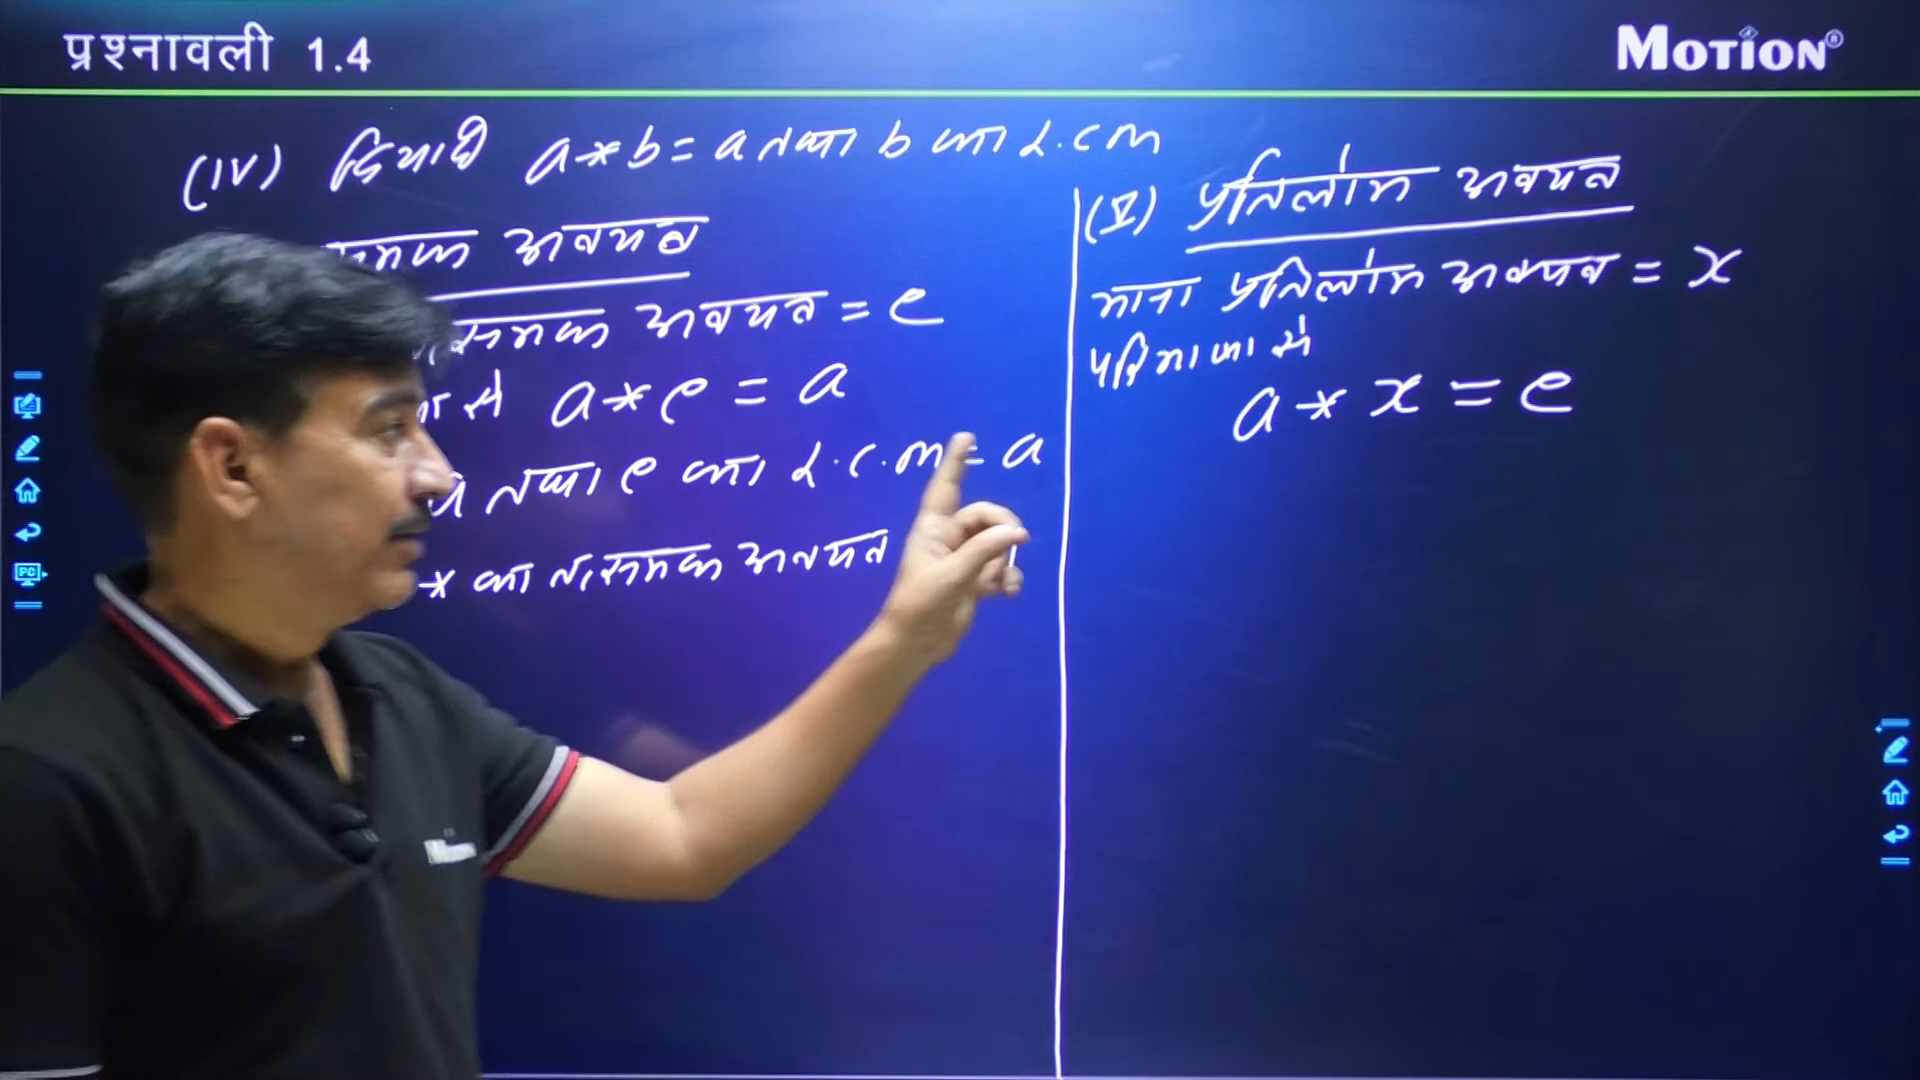 प्रश्नावली 1.4
MOTION®
(iv) दिया है a*b = a तथा b का L.C.M
तत्समक अवयव
तत्समक अवयव = e
से a*e = a
तथा e का L.C.M = a
* का तत्समक अवयव
(V) प्रतिलोम अवयव
माना प्रतिलोम अवयव = x
परिभाषा से
a * x = e
PC